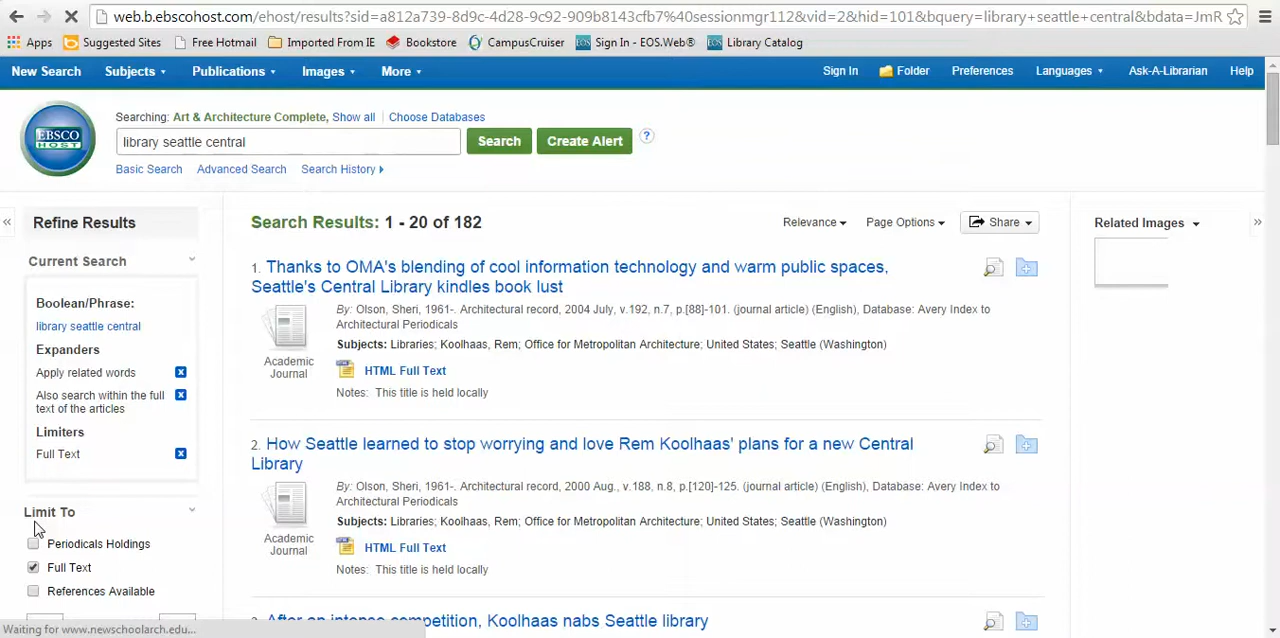 web.b.ebscohost.com/ehost/results?sid=a812a739-8d9c-4d28-9c92-909b8143cfb7%40sessionmgr112&vid=2&hid=101&bquery=library+seattle+central&bdata=JmR
Apps Suggested Sites Free Hotmail Imported From IE Bookstore CampusCruiser Sign In - EOS.Web® Library Catalog
New Search Subjects Publications Images More Sign In Folder Preferences Languages Ask-A-Librarian Help
Searching: Art & Architecture Complete, Show all Choose Databases
EBSCO HOST
library seattle central Search Create Alert ?
Basic Search Advanced Search Search History
Refine Results
Current Search
Boolean/Phrase:
library seattle central
Expanders
Apply related words
Also search within the full
text of the articles
Limiters
Full Text
Limit To
Periodicals Holdings
Full Text
References Available
Search Results: 1 - 20 of 182 Relevance Page Options Share
1. Thanks to OMA's blending of cool information technology and warm public spaces,
Seattle's Central Library kindles book lust
By: Olson, Sheri, 1961-. Architectural record, 2004 July, v.192, n.7, p.[88]-101. (journal article) (English), Database: Avery Index to
Architectural Periodicals
Subjects: Libraries; Koolhaas, Rem; Office for Metropolitan Architecture; United States; Seattle (Washington)
Academic
Journal
HTML Full Text
Notes: This title is held locally
2. How Seattle learned to stop worrying and love Rem Koolhaas' plans for a new Central
Library
By: Olson, Sheri, 1961-. Architectural record, 2000 Aug., v.188, n.8, p.[120]-125. (journal article) (English), Database: Avery Index to
Architectural Periodicals
Subjects: Libraries; Koolhaas, Rem; Office for Metropolitan Architecture; United States; Seattle (Washington)
Academic
Journal
HTML Full Text
Notes: This title is held locally
3. After an intense competition, Koolhaas nabs Seattle library
Related Images
Waiting for www.newschoolarch.edu...